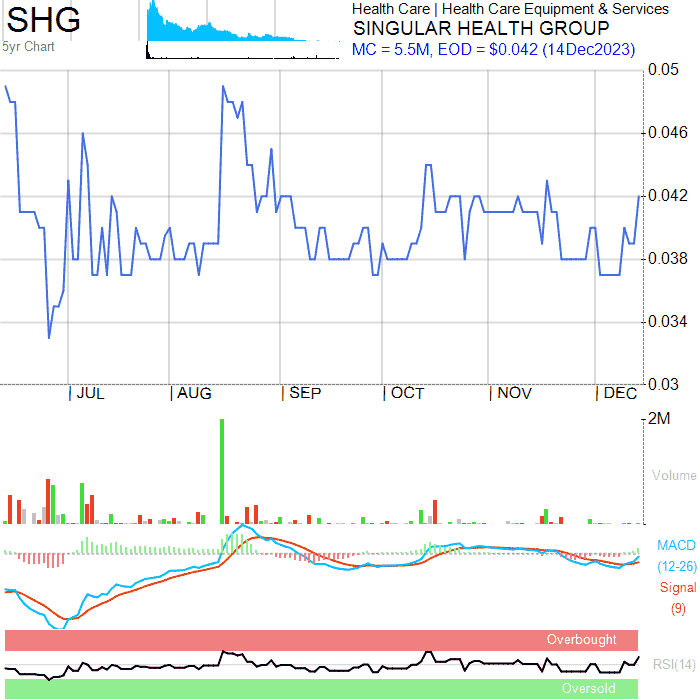 SHG
5yr Chart
Health Care | Health Care Equipment & Services
SINGULAR HEALTH GROUP
MC = 5.5M, EOD = $0.042 (14Dec2023)
0.05
0.046
0.042
0.038
0.034
0.03
| JUL | AUG | SEP | OCT | NOV | DEC
2M
Volume
MACD
(12-26)
Signal
(9)
Overbought
RSI(14)
Oversold